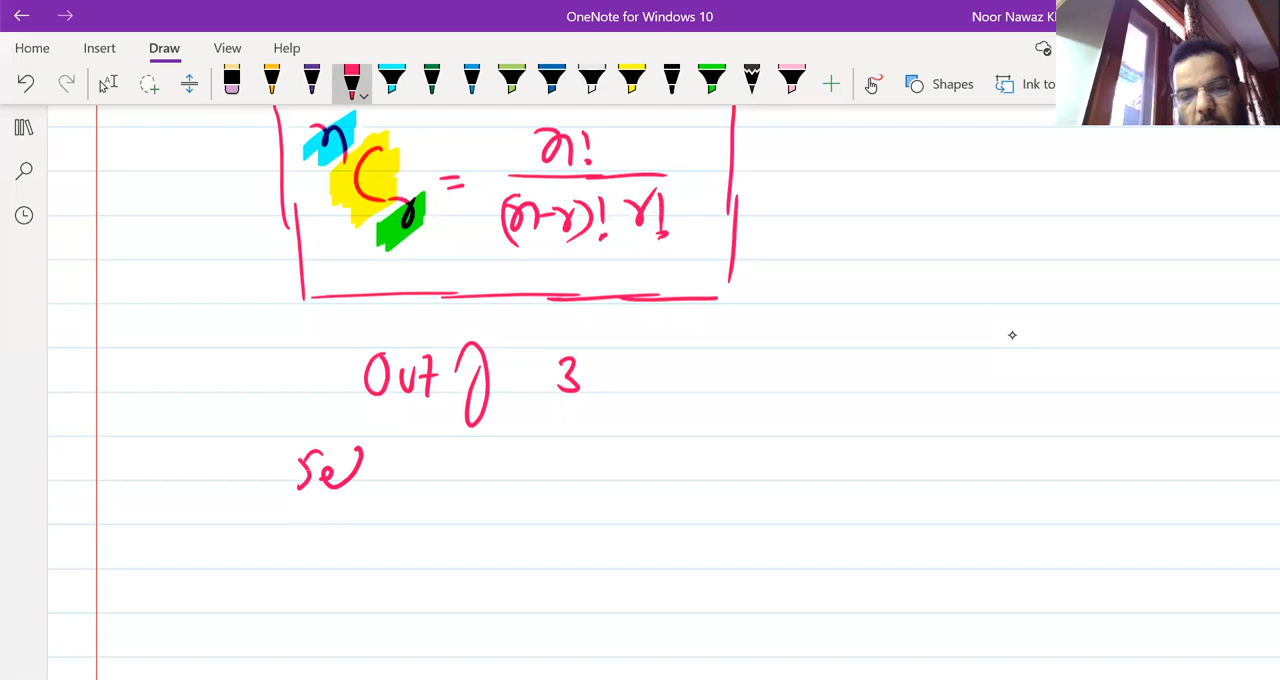 OneNote for Windows 10
Noor Nawaz Kh
Home Insert Draw View Help
Shapes
Ink to
nCr = n! / (n-r)! r!
Out of 3
Se